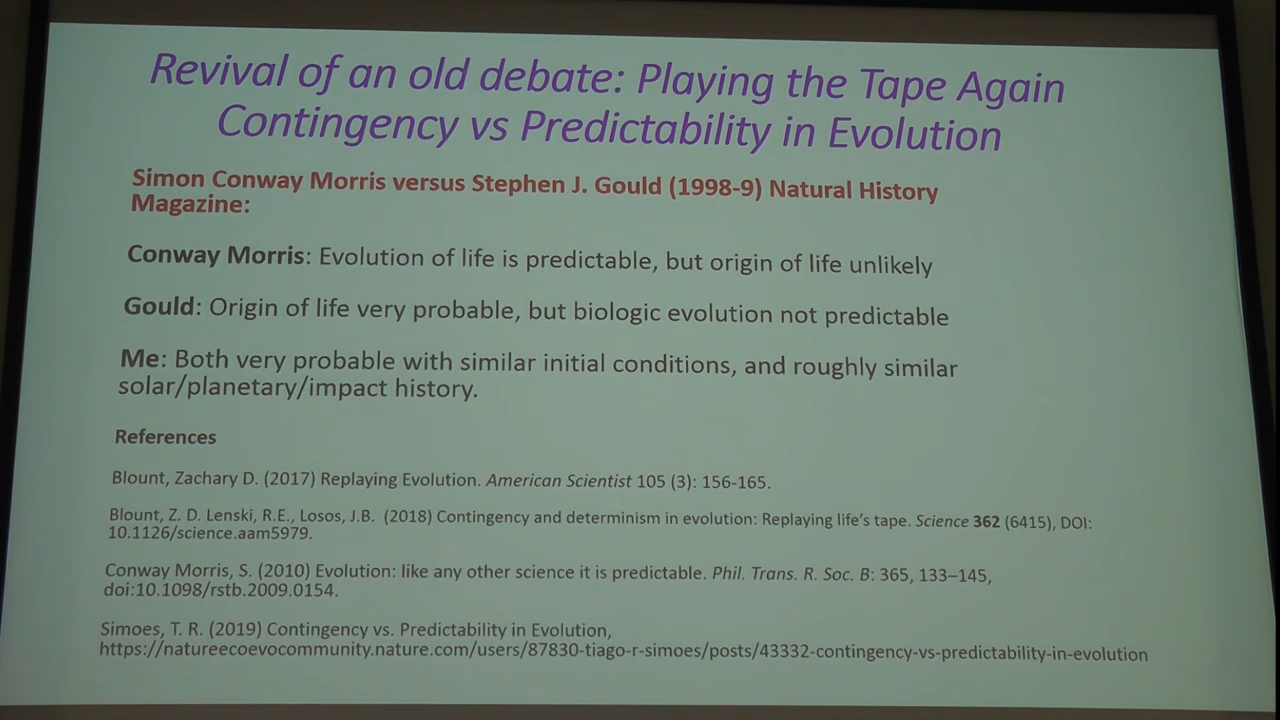 Revival of an old debate: Playing the Tape Again
Contingency vs Predictability in Evolution
Simon Conway Morris versus Stephen J. Gould (1998-9) Natural History
Magazine:
Conway Morris: Evolution of life is predictable, but origin of life unlikely
Gould: Origin of life very probable, but biologic evolution not predictable
Me: Both very probable with similar initial conditions, and roughly similar
solar/planetary/impact history.
References
Blount, Zachary D. (2017) Replaying Evolution. American Scientist 105 (3): 156-165.
Blount, Z. D. Lenski, R.E., Losos, J.B. (2018) Contingency and determinism in evolution: Replaying life's tape. Science 362 (6415), DOI:
10.1126/science.aam5979.
Conway Morris, S. (2010) Evolution: like any other science it is predictable. Phil. Trans. R. Soc. B: 365, 133–145,
doi:10.1098/rstb.2009.0154.
Simoes, T. R. (2019) Contingency vs. Predictability in Evolution,
https://natureecoevocommunity.nature.com/users/87830-tiago-r-simoes/posts/43332-contingency-vs-predictability-in-evolution